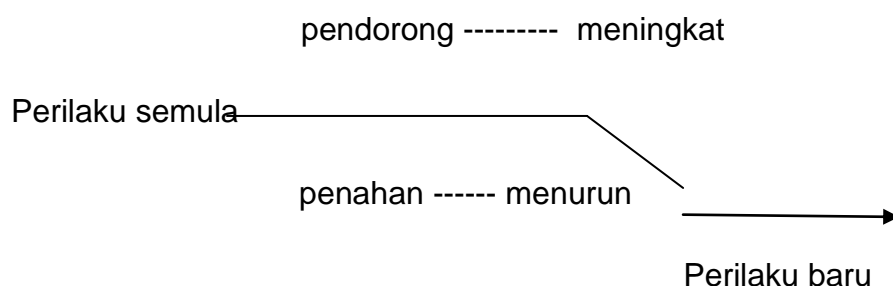 pendorong --------- meningkat
Perilaku semula
penahan ------ menurun
Perilaku baru